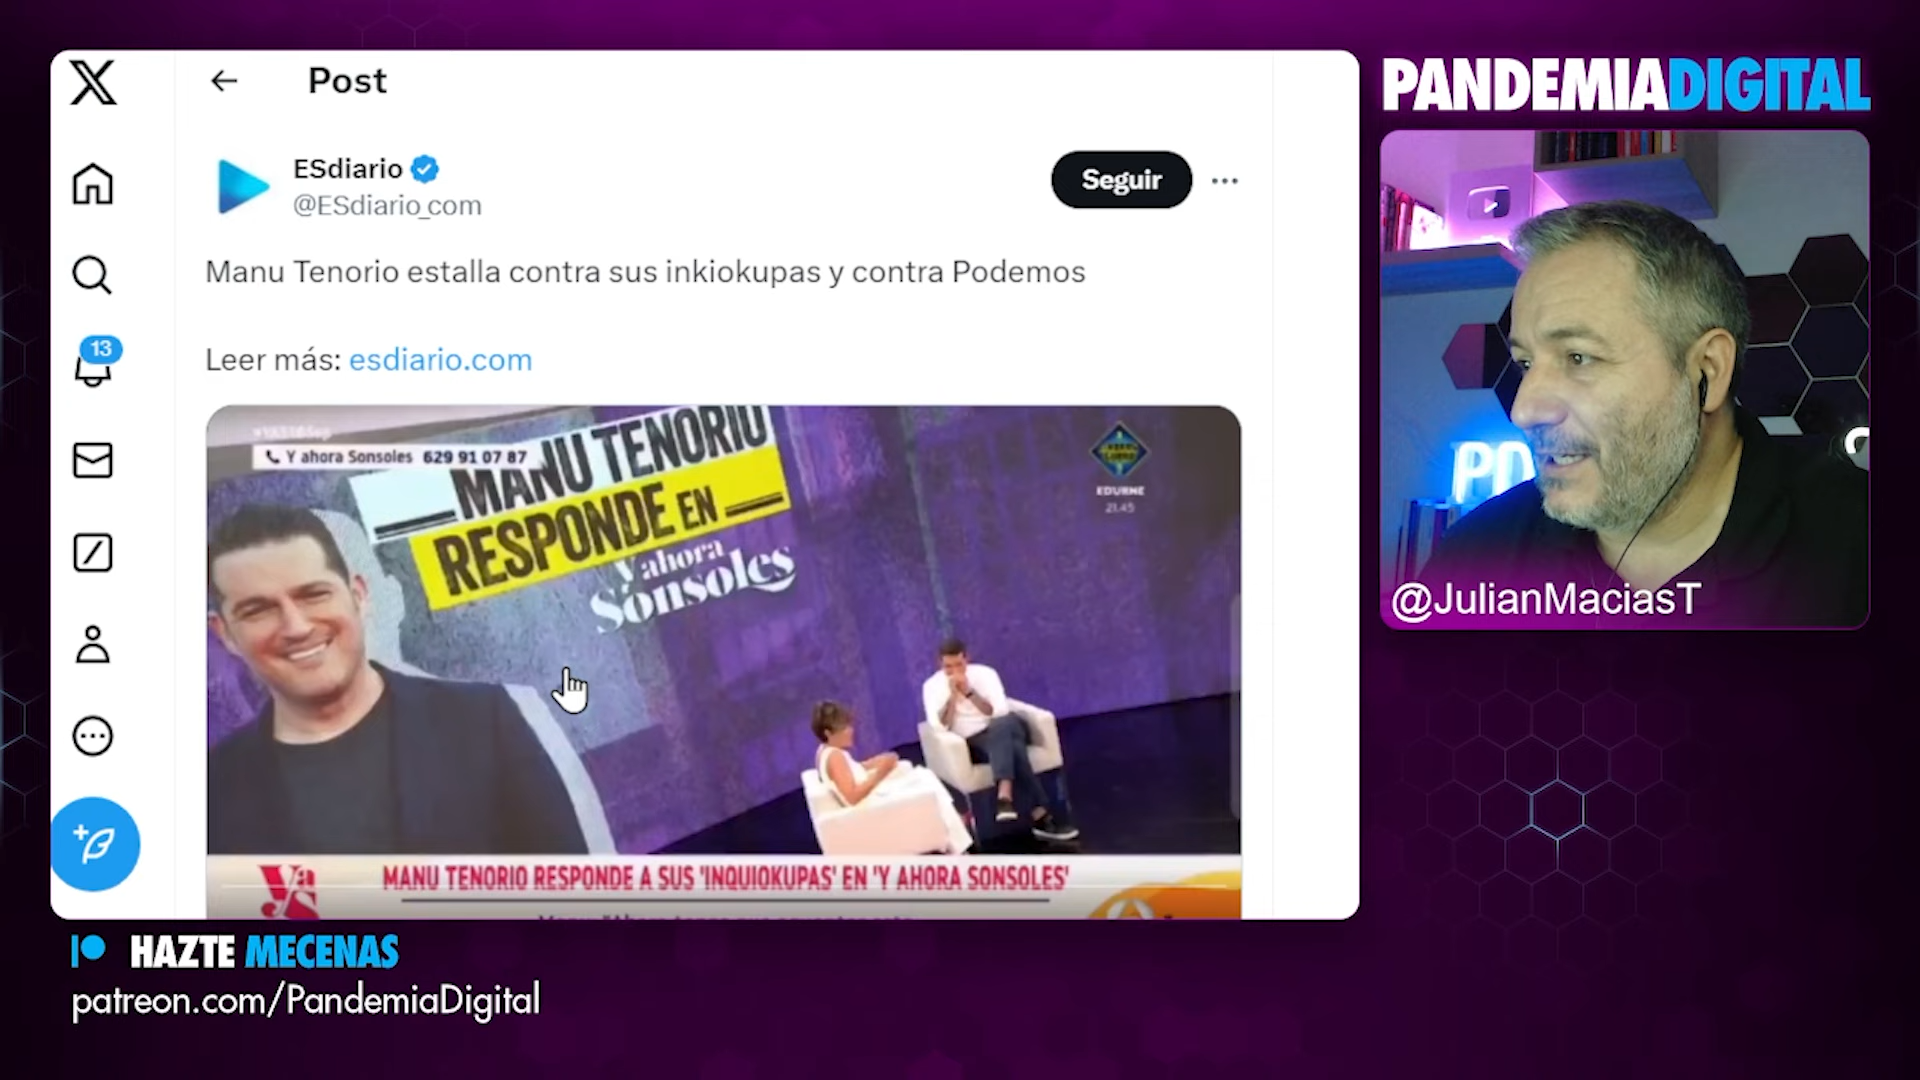 Post
ESdiario
@ESdiario_com
Seguir
Manu Tenorio estalla contra sus inkiokupas y contra Podemos
Leer más: esdiario.com
13
Y ahora Sonsoles 629 91 07 87
MANU TENORIO
RESPONDE EN
Y ahora
Sonsoles
EDURNE
21.45
Ya
S
MANU TENORIO RESPONDE A SUS 'INQUIOKUPAS' EN 'Y AHORA SONSOLES'
HAZTE MECENAS
patreon.com/PandemiaDigital
PANDEMIADIGITAL
PD
@JulianMaciasT